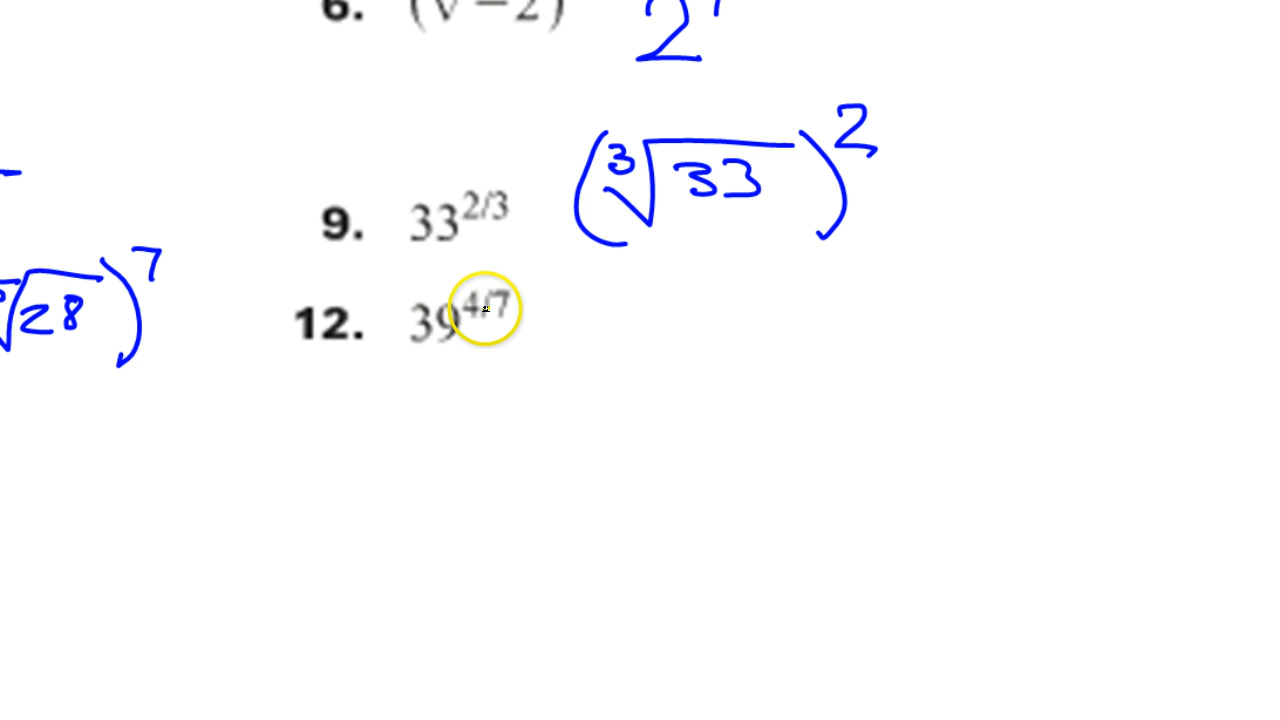 6. (√−2) 2
9. 33^{2/3} (∛33)^2
√28)^7
12. 39^{4/7}